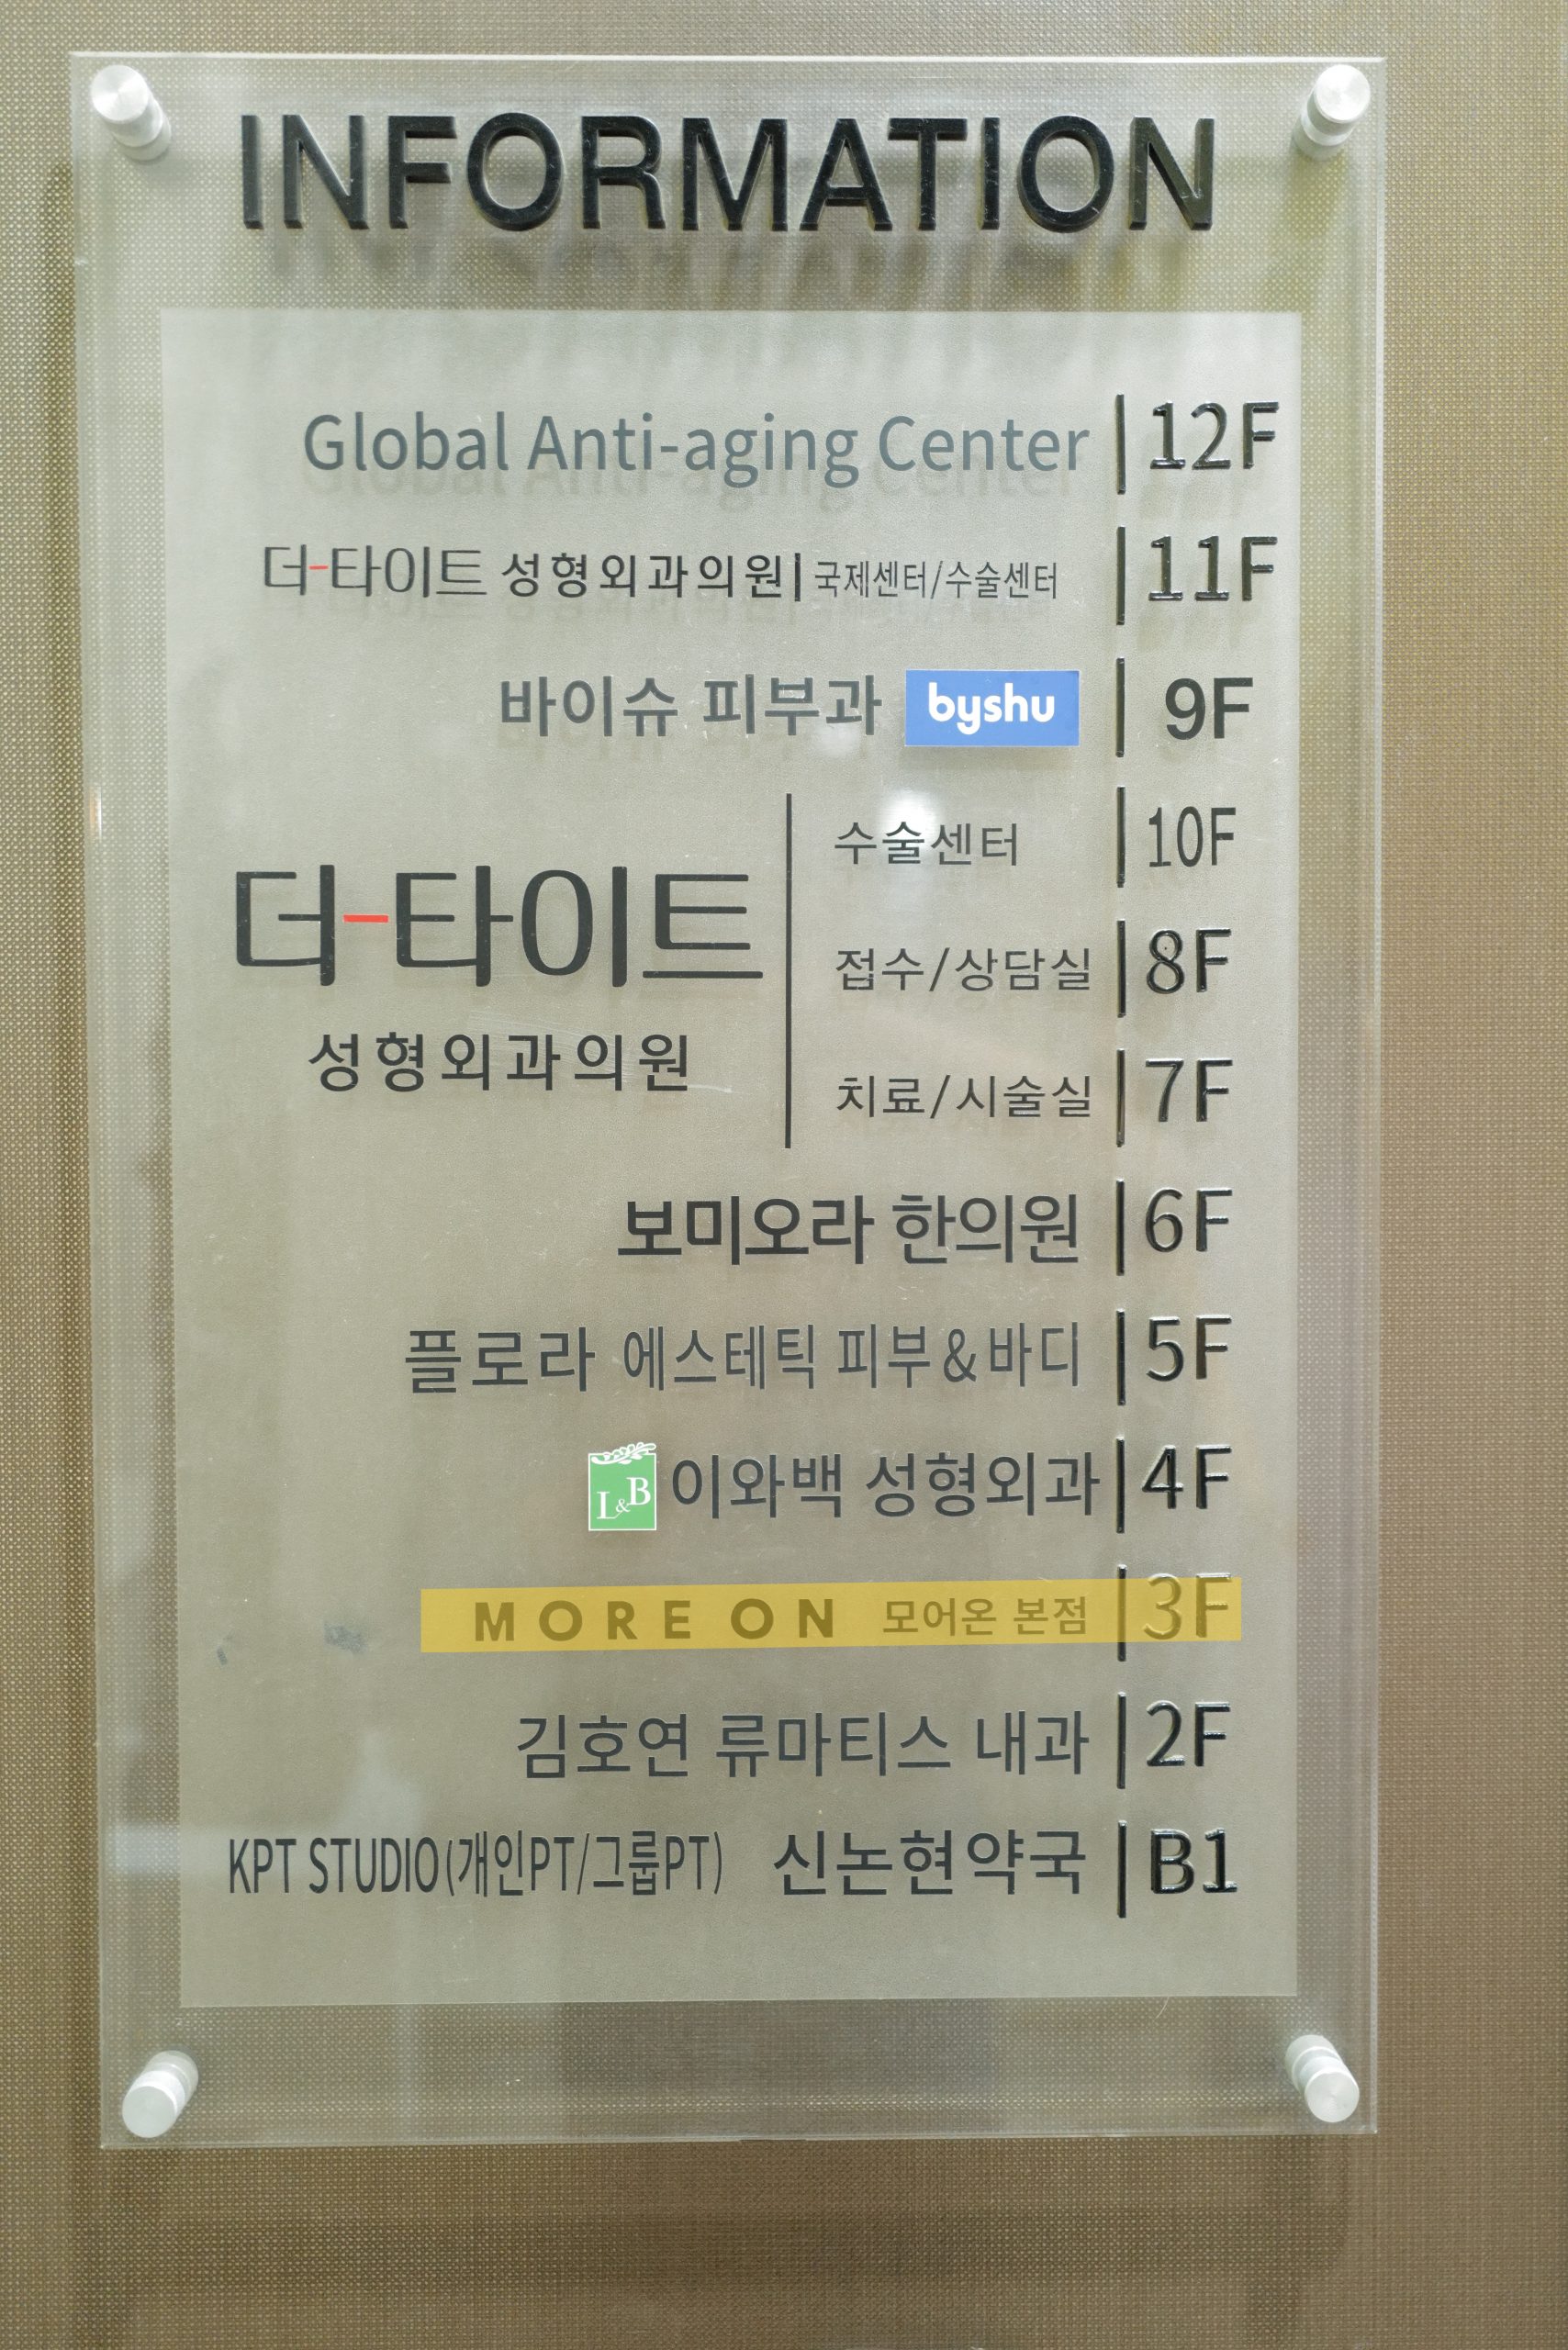 INFORMATION
Global Anti-aging Center | 12F
더-타이트 성형외과의원 | 국제센터/수술센터 | 11F
바이슈 피부과 byshu | 9F
수술센터 | 10F
더-타이트
접수/상담실 | 8F
성형외과의원
치료/시술실 | 7F
보미오라 한의원 | 6F
플로라 에스테틱 피부&바디 | 5F
L&B 이와백 성형외과 | 4F
MORE ON 모어온 본점 | 3F
김호연 류마티스 내과 | 2F
KPT STUDIO(개인PT/그룹PT) 신논현약국 | B1